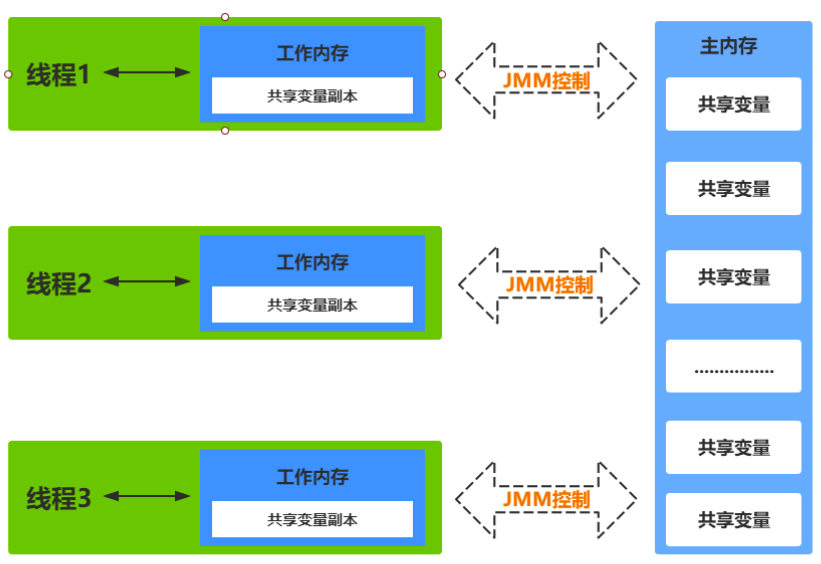 线程1
工作内存
共享变量副本
JMM控制
线程2
工作内存
共享变量副本
JMM控制
线程3
工作内存
共享变量副本
JMM控制
主内存
共享变量
共享变量
共享变量
................
共享变量
共享变量